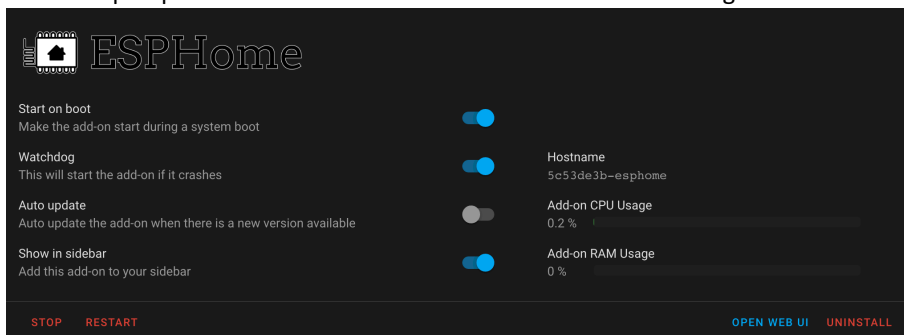 ESPHome
Start on boot
Make the add-on start during a system boot
Watchdog
This will start the add-on if it crashes
Hostname
5c53de3b-esphome
Auto update
Auto update the add-on when there is a new version available
Add-on CPU Usage
0.2 %
Show in sidebar
Add this add-on to your sidebar
Add-on RAM Usage
0 %
STOP RESTART OPEN WEB UI UNINSTALL